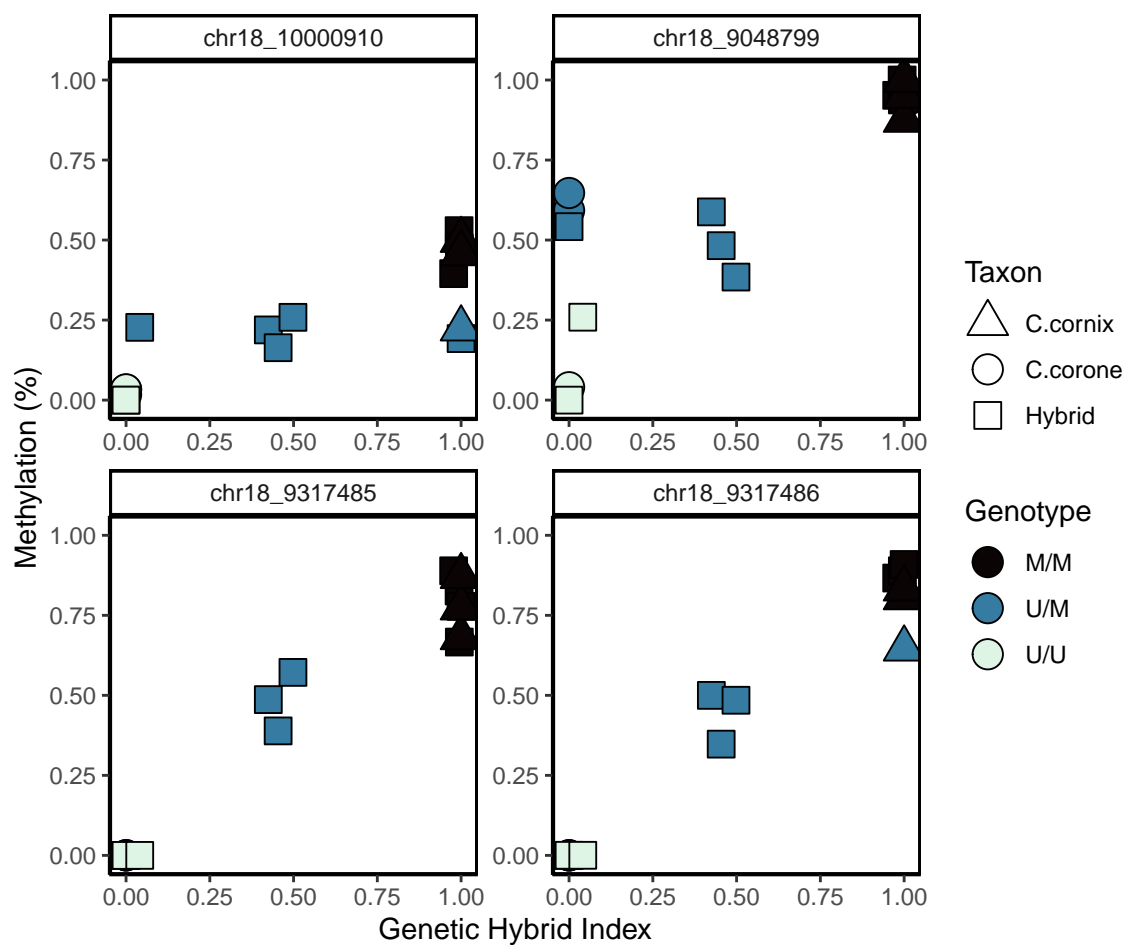 chr18_10000910
chr18_9048799
1.00
0.75
0.50
0.25
0.00
0.00 0.25 0.50 0.75 1.00
1.00
0.75
0.50
0.25
0.00
0.00 0.25 0.50 0.75 1.00
chr18_9317485
chr18_9317486
1.00
0.75
0.50
0.25
0.00
0.00 0.25 0.50 0.75 1.00
1.00
0.75
0.50
0.25
0.00
0.00 0.25 0.50 0.75 1.00
Methylation (%)
Genetic Hybrid Index
Taxon
C.cornix
C.corone
Hybrid
Genotype
M/M
U/M
U/U